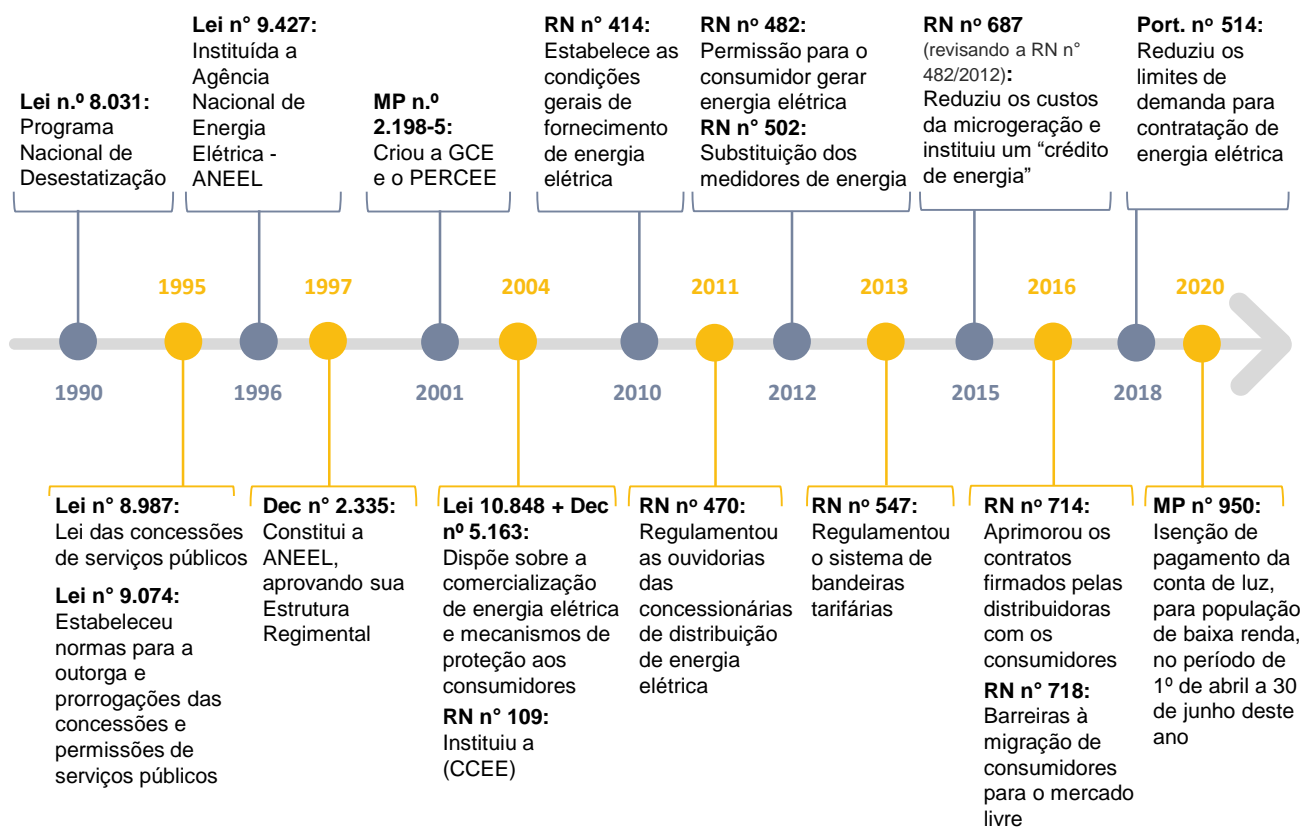 Lei n.º 8.031:
Programa
Nacional de
Desestatização
Lei n° 9.427:
Instituída a
Agência
Nacional de
Energia
Elétrica -
ANEEL
MP n.º
2.198-5:
Criou a GCE
e o PERCEE
RN n° 414:
Estabelece as
condições
gerais de
fornecimento
de energia
elétrica
RN nº 482:
Permissão para o
consumidor gerar
energia elétrica
RN n° 502:
Substituição dos
medidores de energia
RN nº 687
(revisando a RN n°
482/2012):
Reduziu os custos
da microgeração e
instituiu um “crédito
de energia”
Port. nº 514:
Reduziu os
limites de
demanda para
contratação de
energia elétrica
1995
1997
2004
2011
2013
2016
2020
1990
1996
2001
2010
2012
2015
2018
Lei n° 8.987:
Lei das concessões
de serviços públicos
Lei n° 9.074:
Estabeleceu
normas para a
outorga e
prorrogações das
concessões e
permissões de
serviços públicos
Dec n° 2.335:
Constitui a
ANEEL,
aprovando sua
Estrutura
Regimental
Lei 10.848 + Dec
nº 5.163:
Dispõe sobre a
comercialização
de energia elétrica
e mecanismos de
proteção aos
consumidores
RN n° 109:
Instituiu a
(CCEE)
RN nº 470:
Regulamentou
as ouvidorias
das
concessionárias
de distribuição
de energia
elétrica
RN n° 547:
Regulamentou
o sistema de
bandeiras
tarifárias
RN nº 714:
Aprimorou os
contratos
firmados pelas
distribuidoras
com os
consumidores
RN n° 718:
Barreiras à
migração de
consumidores
para o mercado
livre
MP n° 950:
Isenção de
pagamento da
conta de luz,
para população
de baixa renda,
no período de
1º de abril a 30
de junho deste
ano